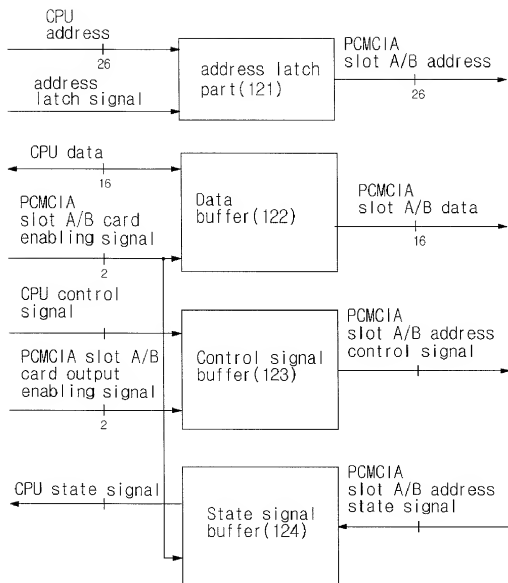 CPU
address
26
address
latch signal
address latch
part(121)
PCMCIA
slot A/B address
26
CPU data
16
PCMCIA
slot A/B card
enabling signal
2
Data
buffer(122)
PCMCIA
slot A/B data
16
CPU control
signal
PCMCIA slot A/B
card output
enabling signal
2
Control signal
buffer(123)
PCMCIA
slot A/B address
control signal
CPU state signal
State signal
buffer(124)
PCMCIA
slot A/B address
state signal